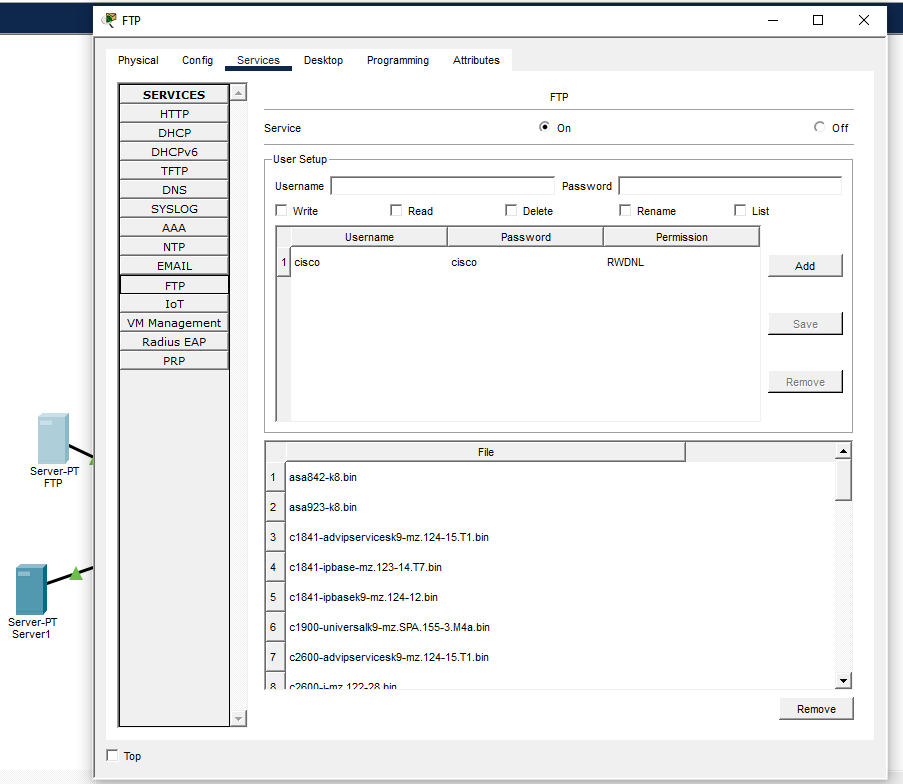 FTP
Physical Config Services Desktop Programming Attributes
SERVICES
HTTP
DHCP
DHCPv6
TFTP
DNS
SYSLOG
AAA
NTP
EMAIL
FTP
IoT
VM Management
Radius EAP
PRP
FTP
Service On Off
User Setup
Username Password
Write Read Delete Rename List
Username Password Permission
1 cisco cisco RWDNL
Add
Save
Remove
File
1 asa842-k8.bin
2 asa923-k8.bin
3 c1841-advipservicesk9-mz.124-15.T1.bin
4 c1841-ipbase-mz.123-14.T7.bin
5 c1841-ipbasek9-mz.124-12.bin
6 c1900-universalk9-mz.SPA.155-3.M4a.bin
7 c2600-advipservicesk9-mz.124-15.T1.bin
8 c2600-i-mz.122-28.bin
Remove
Top
Server-PT
FTP
Server-PT
Server1